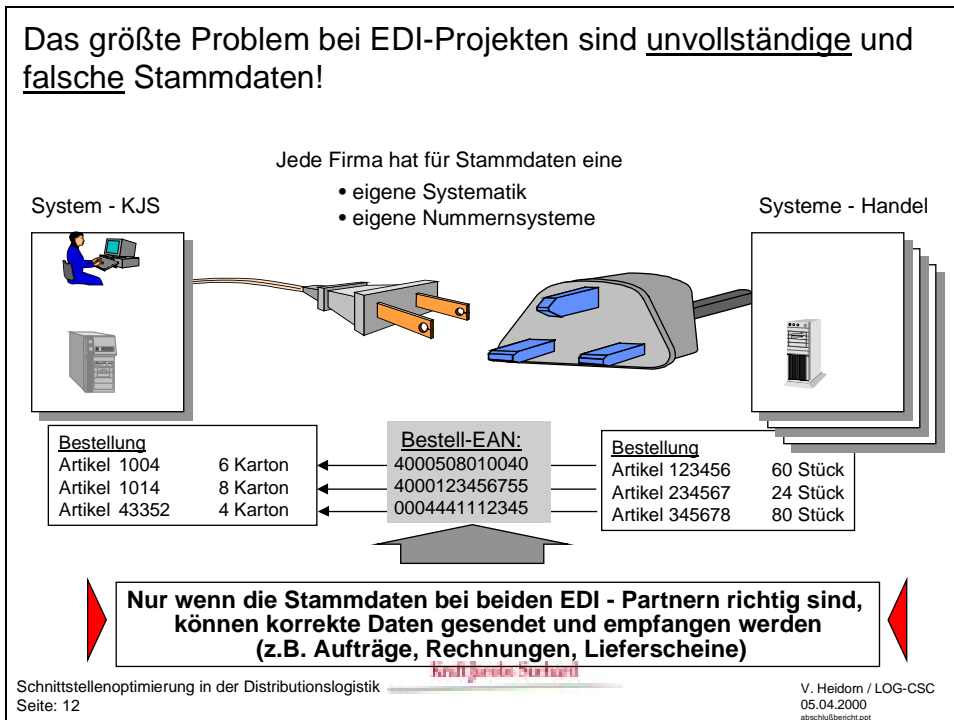 Das größte Problem bei EDI-Projekten sind unvollständige und
falsche Stammdaten!
Jede Firma hat für Stammdaten eine
• eigene Systematik
• eigene Nummernsysteme
System - KJS
Systeme - Handel
Bestellung
Artikel 1004 6 Karton
Artikel 1014 8 Karton
Artikel 43352 4 Karton
Bestell-EAN:
4000508010040
4000123456755
0004441112345
Bestellung
Artikel 123456 60 Stück
Artikel 234567 24 Stück
Artikel 345678 80 Stück
Nur wenn die Stammdaten bei beiden EDI - Partnern richtig sind,
können korrekte Daten gesendet und empfangen werden
(z.B. Aufträge, Rechnungen, Lieferscheine)
Kraft Jacobs Suchard
Schnittstellenoptimierung in der Distributionslogistik
Seite: 12
V. Heidorn / LOG-CSC
05.04.2000
abschlußbericht.ppt